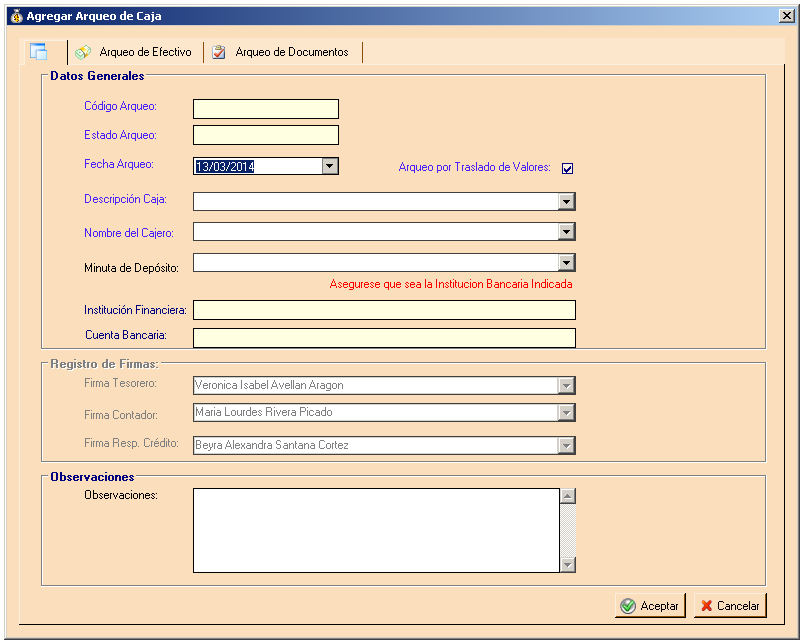 Agregar Arqueo de Caja
Arqueo de Efectivo Arqueo de Documentos
Datos Generales
Código Arqueo:
Estado Arqueo:
Fecha Arqueo: 13/03/2014 Arqueo por Traslado de Valores:
Descripción Caja:
Nombre del Cajero:
Minuta de Depósito:
Asegurese que sea la Institucion Bancaria Indicada
Institución Financiera:
Cuenta Bancaria:
Registro de Firmas:
Firma Tesorero: Veronica Isabel Avellan Aragon
Firma Contador: Maria Lourdes Rivera Picado
Firma Resp. Crédito: Beyra Alexandra Santana Cortez
Observaciones
Observaciones:
Aceptar Cancelar